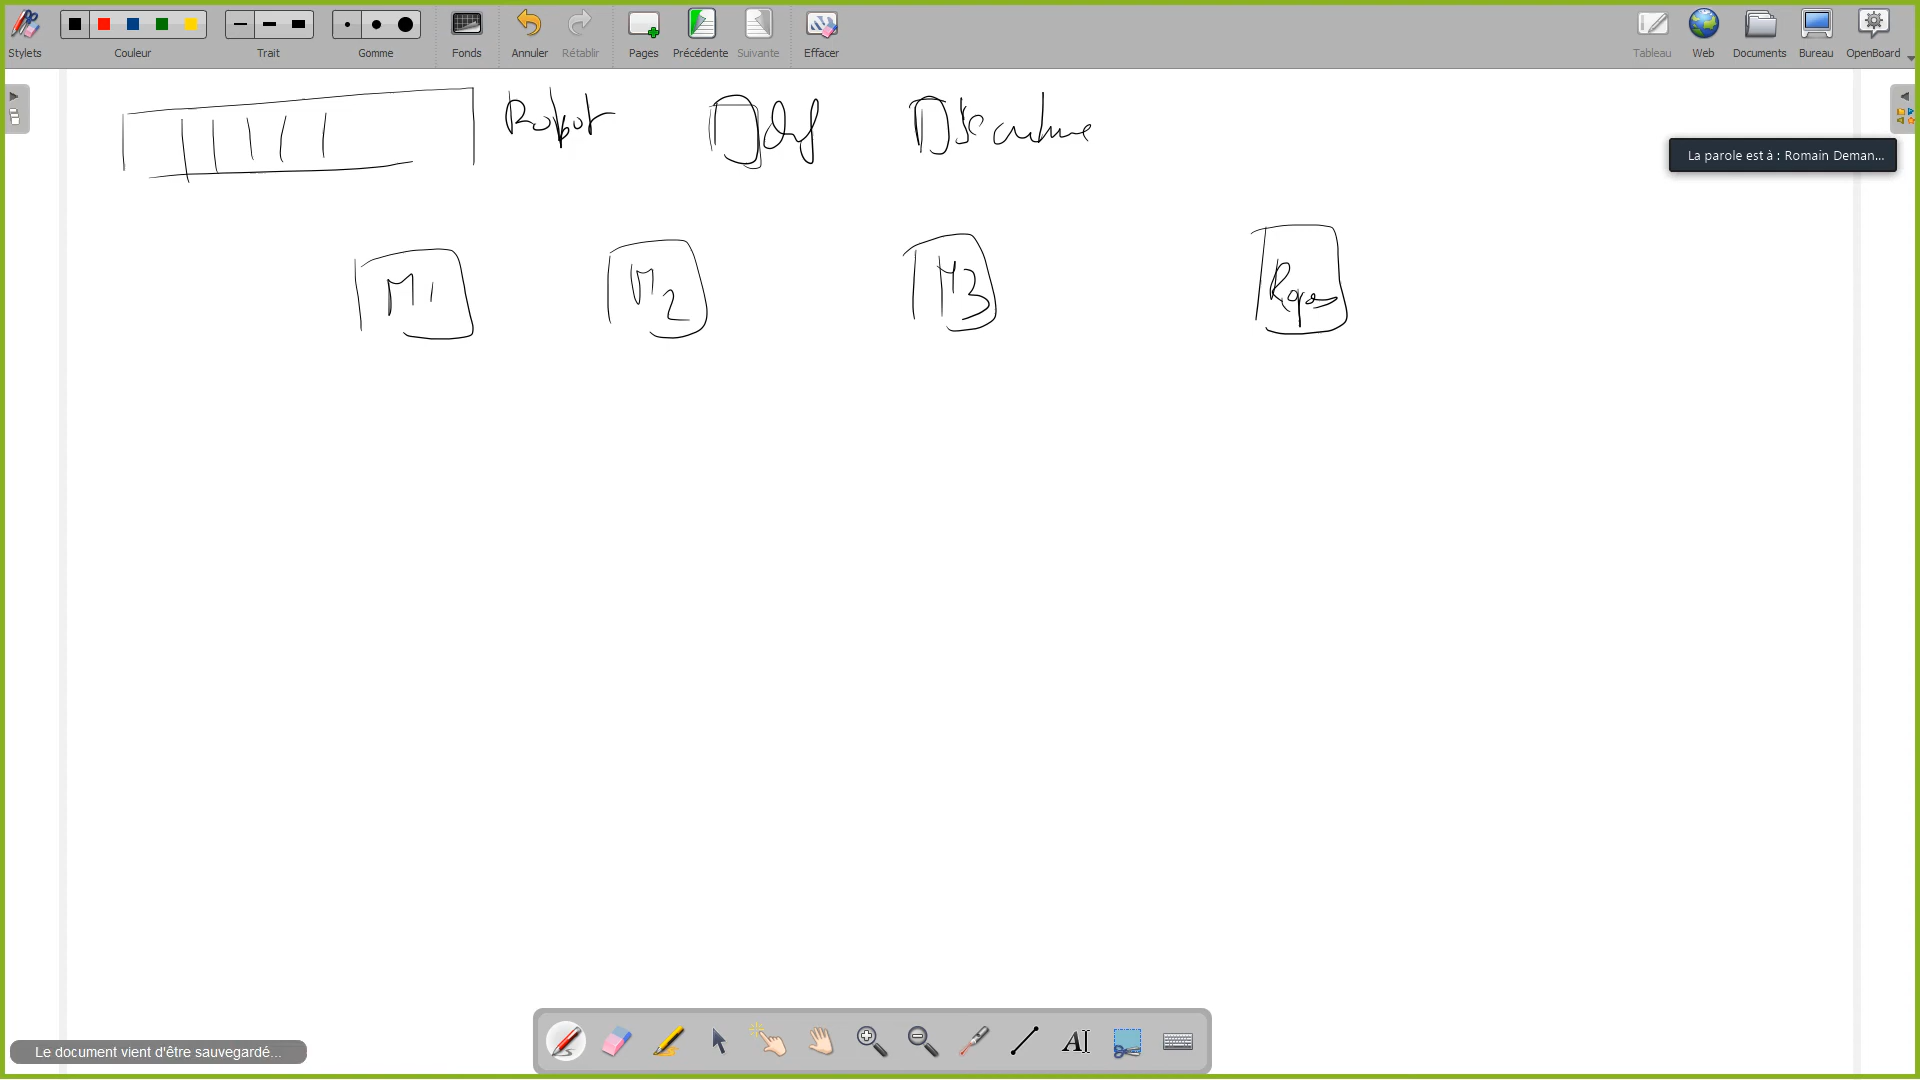 Stylets Couleur Trait Gomme Fonds Annuler Rétablir Pages Précédente Suivante Effacer Tableau Web Documents Bureau OpenBoard
Robot
La parole est à : Romain Deman...
M1 M2 M3
Le document vient d'être sauvegardé... AI